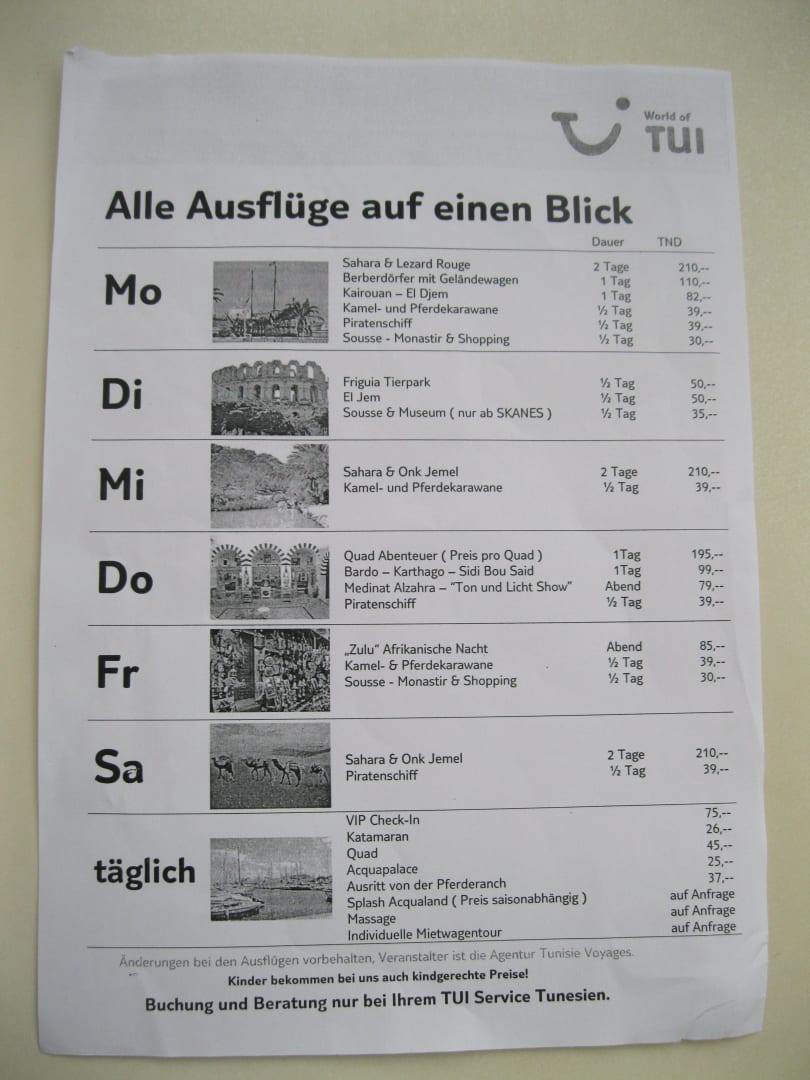 World of
TUI
Alle Ausflüge auf einen Blick
Dauer TND
Mo
Sahara & Lezard Rouge 2 Tage 210,--
Berberdörfer mit Geländewagen 1 Tag 110,--
Kairouan – El Djem 1 Tag 82,--
Kamel- und Pferdekarawane ½ Tag 39,--
Piratenschiff ½ Tag 39,--
Sousse - Monastir & Shopping ½ Tag 30,--
Di
Friguia Tierpark ½ Tag 50,--
El Jem ½ Tag 50,--
Sousse & Museum ( nur ab SKANES ) ½ Tag 35,--
Mi
Sahara & Onk Jemel 2 Tage 210,--
Kamel- und Pferdekarawane ½ Tag 39,--
Do
Quad Abenteuer ( Preis pro Quad ) 1Tag 195,--
Bardo – Karthago – Sidi Bou Said 1Tag 99,--
Medinat Alzahra – "Ton und Licht Show" Abend 79,--
Piratenschiff ½ Tag 39,--
Fr
„Zulu" Afrikanische Nacht Abend 85,--
Kamel- & Pferdekarawane ½ Tag 39,--
Sousse - Monastir & Shopping ½ Tag 30,--
Sa
Sahara & Onk Jemel 2 Tage 210,--
Piratenschiff ½ Tag 39,--
täglich
VIP Check-In 75,--
Katamaran 26,--
Quad 45,--
Acquapalace 25,--
Ausritt von der Pferderanch 37,--
Splash Acqualand ( Preis saisonabhängig ) auf Anfrage
Massage auf Anfrage
Individuelle Mietwagentour auf Anfrage
Änderungen bei den Ausflügen vorbehalten, Veranstalter ist die Agentur Tunisie Voyages.
Kinder bekommen bei uns auch kindgerechte Preise!
Buchung und Beratung nur bei Ihrem TUI Service Tunesien.